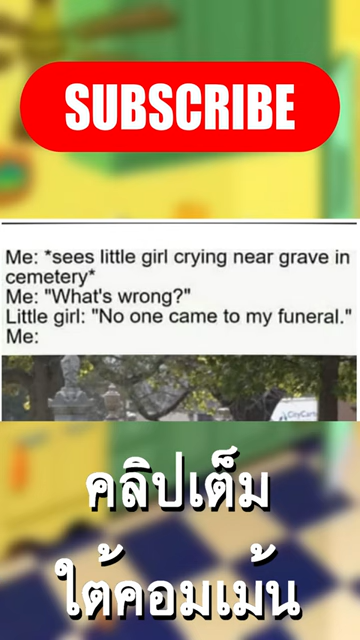 SUBSCRIBE
Me: *sees little girl crying near grave in
cemetery*
Me: "What's wrong?"
Little girl: "No one came to my funeral."
Me:
CityCars
คลิปเต็ม
ใต้คอมเม้น